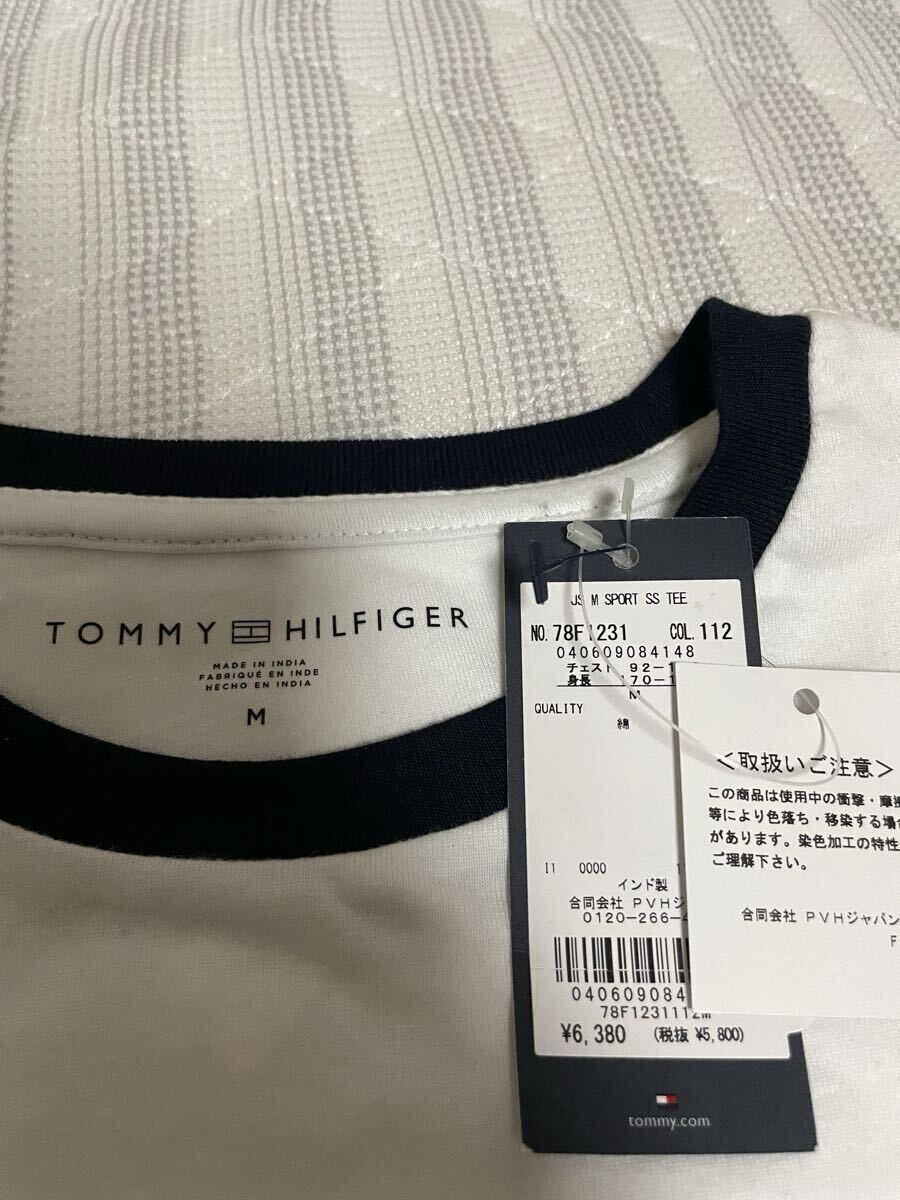 TOMMY HILFIGER
MADE IN INDIA
FABRIQUÉ EN INDE
HECHO EN INDIA
M
JS M SPORT SS TEE
NO. 78F1231 COL. 112
040609084148
チェスト 92-1
身長 170-1
M
QUALITY
綿
11 0000
インド製
合同会社 PVHジ
0120-266-4
040609084
78F1231112M
¥6,380 (税抜 ¥5,800)
tommy.com
<取扱いご注意>
この商品は使用中の衝撃・摩擦
等により色落ち・移染する場合
があります。染色加工の特性
ご理解下さい。
合同会社 PVHジャパン
F